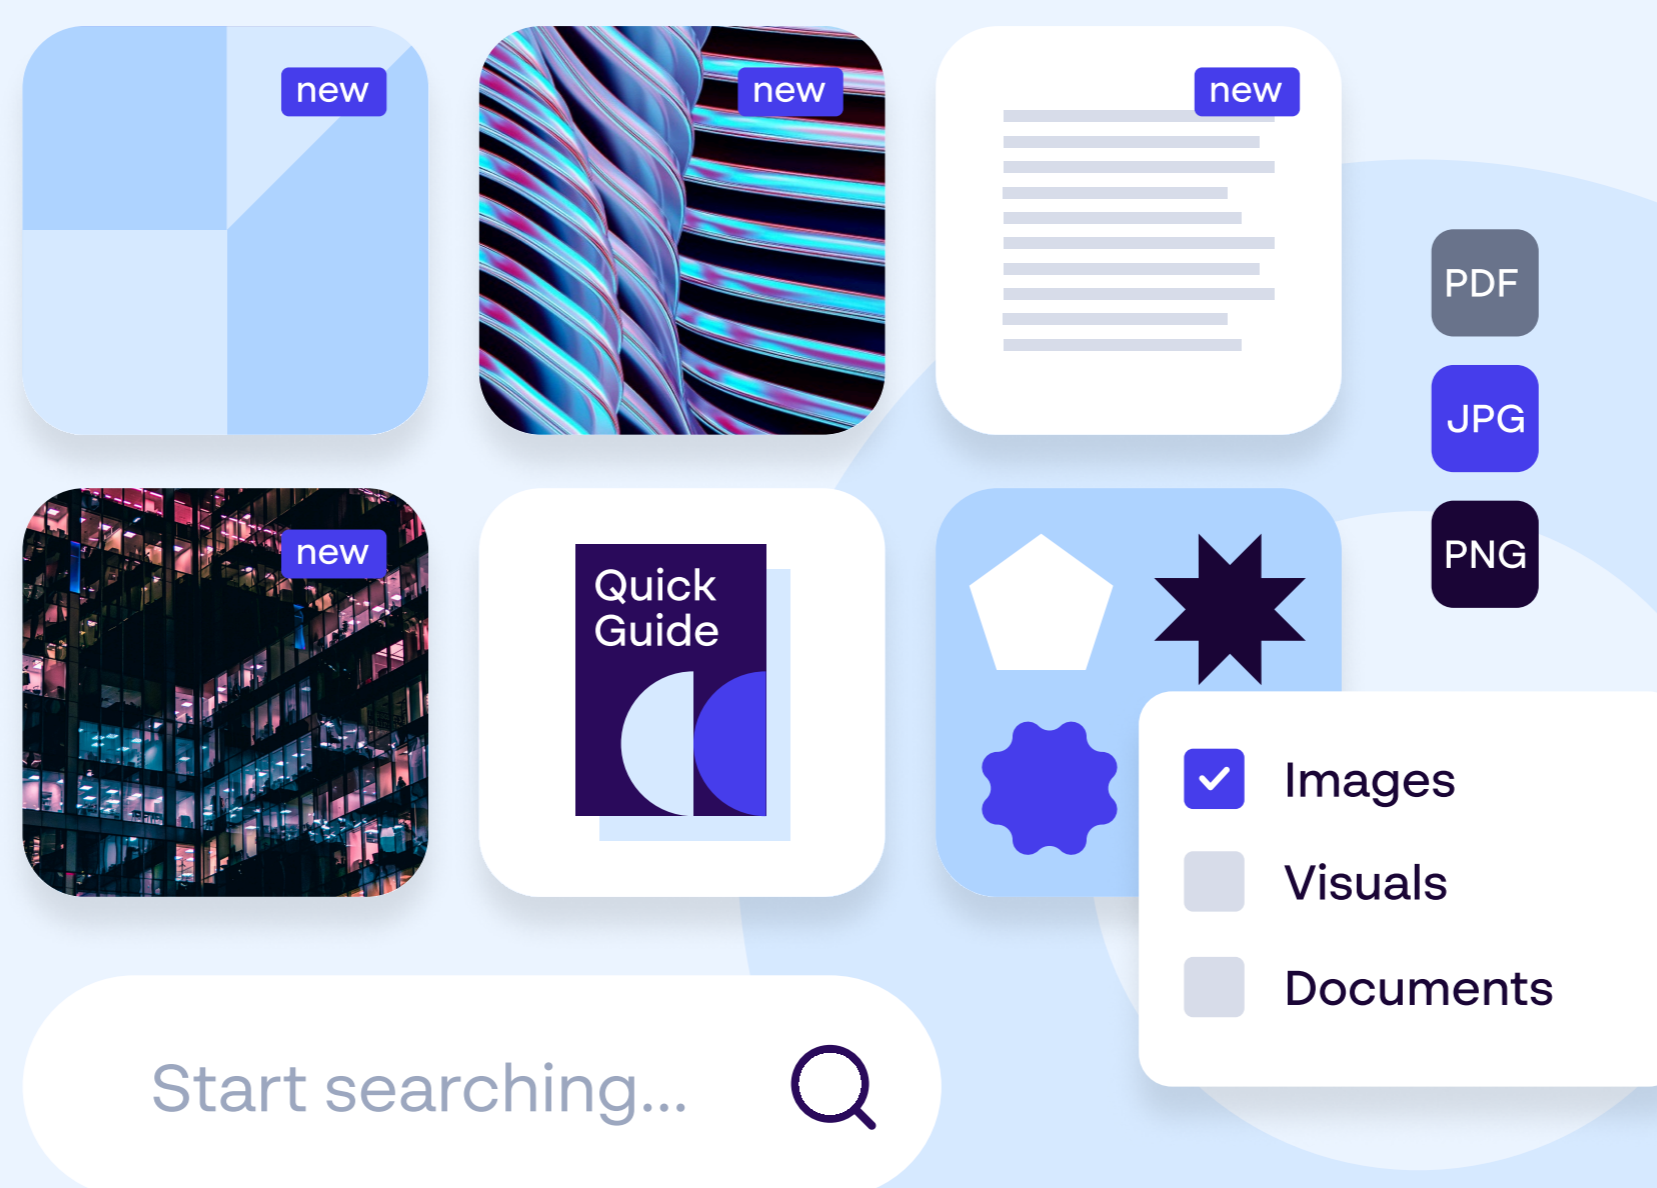 new
new
new
PDF
JPG
PNG
new
Quick
Guide
Images
Visuals
Documents
Start searching...